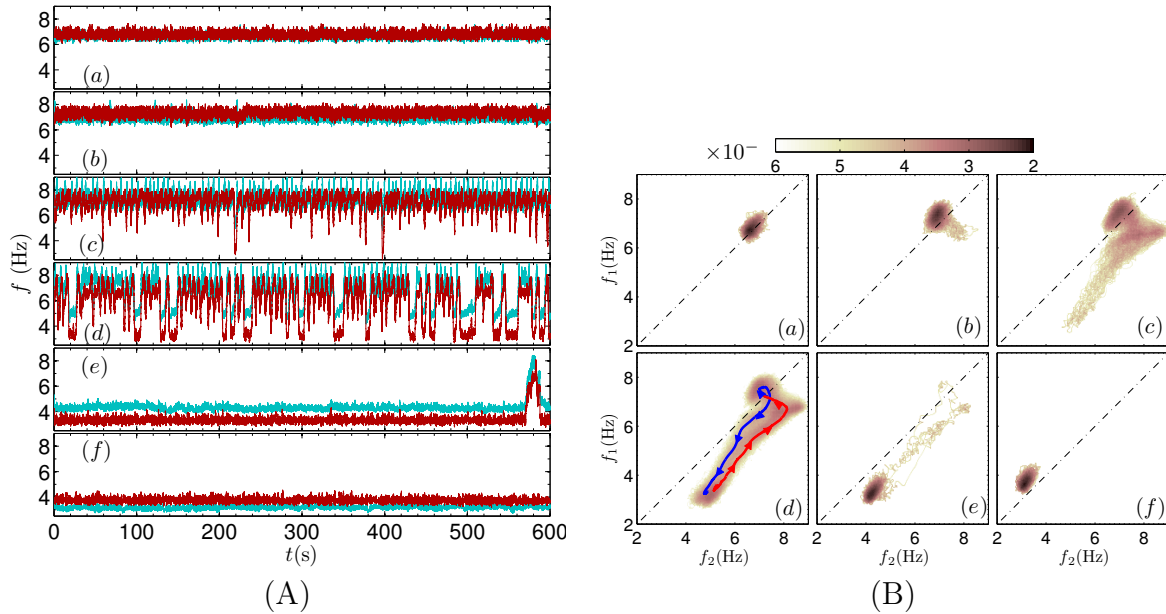 8
6
4
(a)
8
6
4
(b)
8
6
4
(c)
8
6
4
(d)
8
6
4
(e)
8
6
4
(f)
f (Hz)
0 100 200 300 400 500 600
t(s)
(A)
×10⁻
6 5 4 3 2
8
6
4
2
f₁(Hz)
(a)
(b)
(c)
8
6
4
2
f₁(Hz)
(d)
(e)
(f)
2 4 6 8 2 4 6 8 2 4 6 8
f₂(Hz) f₂(Hz) f₂(Hz)
(B)